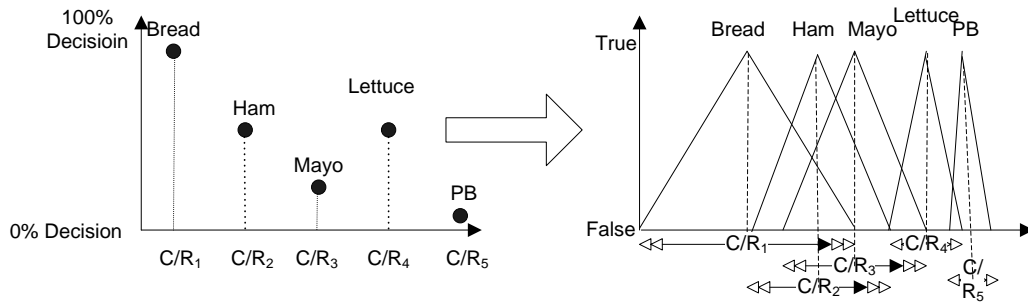 100%
Decisioin
Bread
Ham
Mayo
Lettuce
PB
0% Decision
C/R1
C/R2
C/R3
C/R4
C/R5
True
Bread
Ham
Mayo
Lettuce
PB
False
C/R1
C/R4
C/R3
C/
R5
C/R2